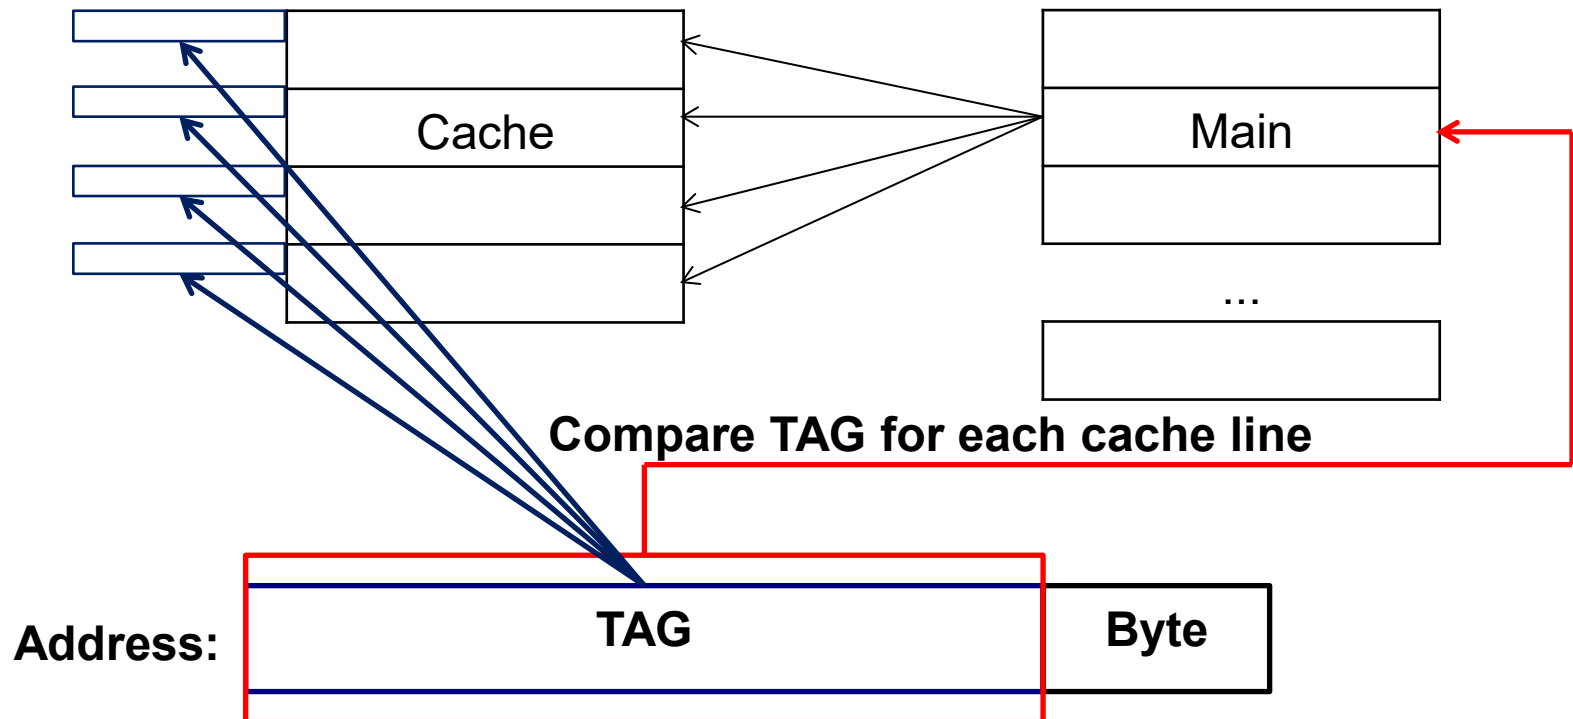 Cache
Main
...
Compare TAG for each cache line
Address:
TAG
Byte